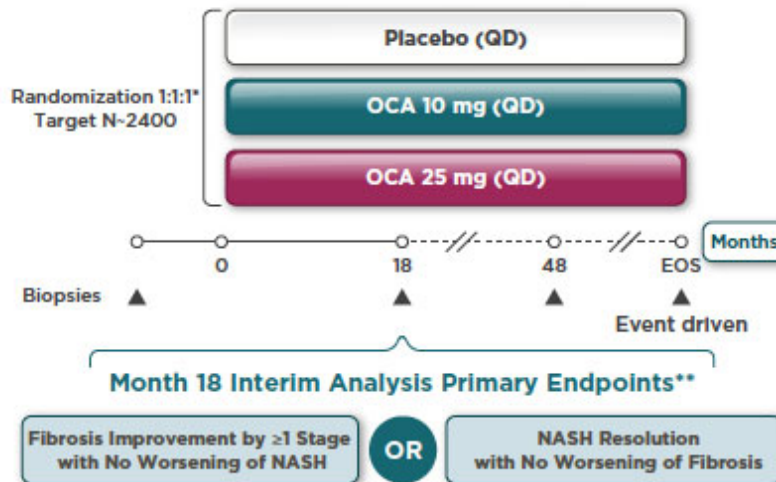 Placebo (QD)
Randomization 1:1:1*
Target N~2400
OCA 10 mg (QD)
OCA 25 mg (QD)
Months
0
18
48
EOS
Biopsies
Event driven
Month 18 Interim Analysis Primary Endpoints**
Fibrosis Improvement by ≥1 Stage
with No Worsening of NASH
OR
NASH Resolution
with No Worsening of Fibrosis